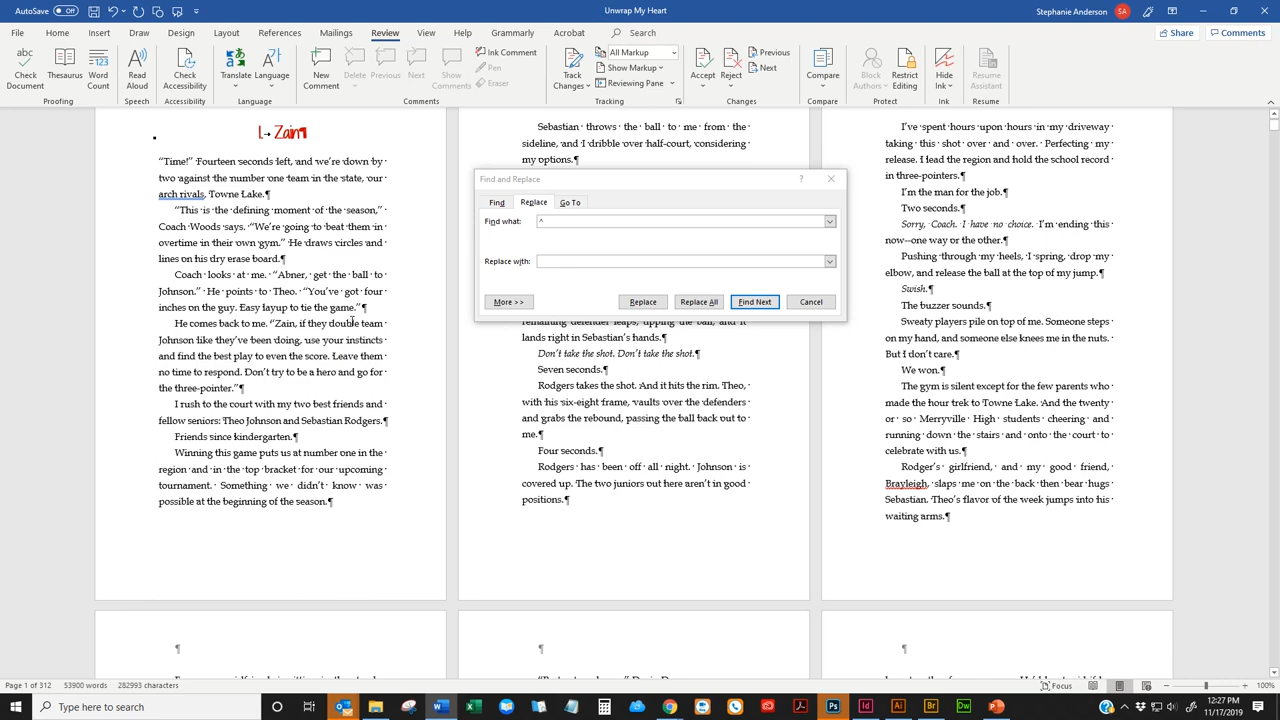 AutoSave Off
Unwrap My Heart
Stephanie Anderson SA
File Home Insert Draw Design Layout References Mailings Review View Help Grammarly Acrobat Search
Share Comments
abc
Check Document
Thesaurus
Word Count
Read Aloud
Check Accessibility
Translate
Language
New Comment
Delete
Previous
Next
Show Comments
Ink Comment
Pen
Eraser
Track Changes
All Markup
Show Markup
Reviewing Pane
Accept
Reject
Previous
Next
Compare
Block Authors
Restrict Editing
Hide Ink
Resume Assistant
Proofing Speech Accessibility Language Comments Tracking Changes Compare Protect Ink Resume
1.→Zain¶
“Time!” Fourteen seconds left, and we’re down by
two against the number one team in the state, our
arch rivals, Towne Lake.¶
“This is the defining moment of the season,”
Coach Woods says. “We’re going to beat them in
overtime in their own gym.” He draws circles and
lines on his dry erase board.¶
Coach looks at me. “Abner, get the ball to
Johnson.” He points to Theo. “You’ve got four
inches on the guy. Easy layup to tie the game.”¶
He comes back to me. “Zain, if they double team
Johnson like they’ve been doing, use your instincts
and find the best play to even the score. Leave them
no time to respond. Don’t try to be a hero and go for
the three-pointer.”¶
I rush to the court with my two best friends and
fellow seniors: Theo Johnson and Sebastian Rodgers.¶
Friends since kindergarten.¶
Winning this game puts us at number one in the
region and in the top bracket for our upcoming
tournament. Something we didn’t know was
possible at the beginning of the season.¶
Sebastian throws the ball to me from the
sideline, and I dribble over half-court, considering
my options.¶
Find and Replace
? ×
Find Replace Go To
Find what: ^
Replace with:
More >> Replace Replace All Find Next Cancel
remaining defender leaps, tipping the ball, and it
lands right in Sebastian’s hands.¶
Don’t take the shot. Don’t take the shot.¶
Seven seconds.¶
Rodgers takes the shot. And it hits the rim. Theo,
with his six-eight frame, vaults over the defenders
and grabs the rebound, passing the ball back out to
me.¶
Four seconds.¶
Rodgers has been off all night. Johnson is
covered up. The two juniors out here aren’t in good
positions.¶
I’ve spent hours upon hours in my driveway
taking this shot over and over. Perfecting my
release. I lead the region and hold the school record
in three-pointers.¶
I’m the man for the job.¶
Two seconds.¶
Sorry, Coach. I have no choice. I’m ending this
now--one way or the other.¶
Pushing through my heels, I spring, drop my
elbow, and release the ball at the top of my jump.¶
Swish.¶
The buzzer sounds.¶
Sweaty players pile on top of me. Someone steps
on my hand, and someone else knees me in the nuts.
But I don’t care.¶
We won.¶
The gym is silent except for the few parents who
made the hour trek to Towne Lake. And the twenty
or so Merryville High students cheering and
running down the stairs and onto the court to
celebrate with us.¶
Rodger’s girlfriend, and my good friend,
Brayleigh, slaps me on the back then bear hugs
Sebastian. Theo’s flavor of the week jumps into his
waiting arms.¶
¶
¶
¶
Page 1 of 312 53900 words 282993 characters
Focus
100%
Type here to search
12:27 PM
11/17/2019